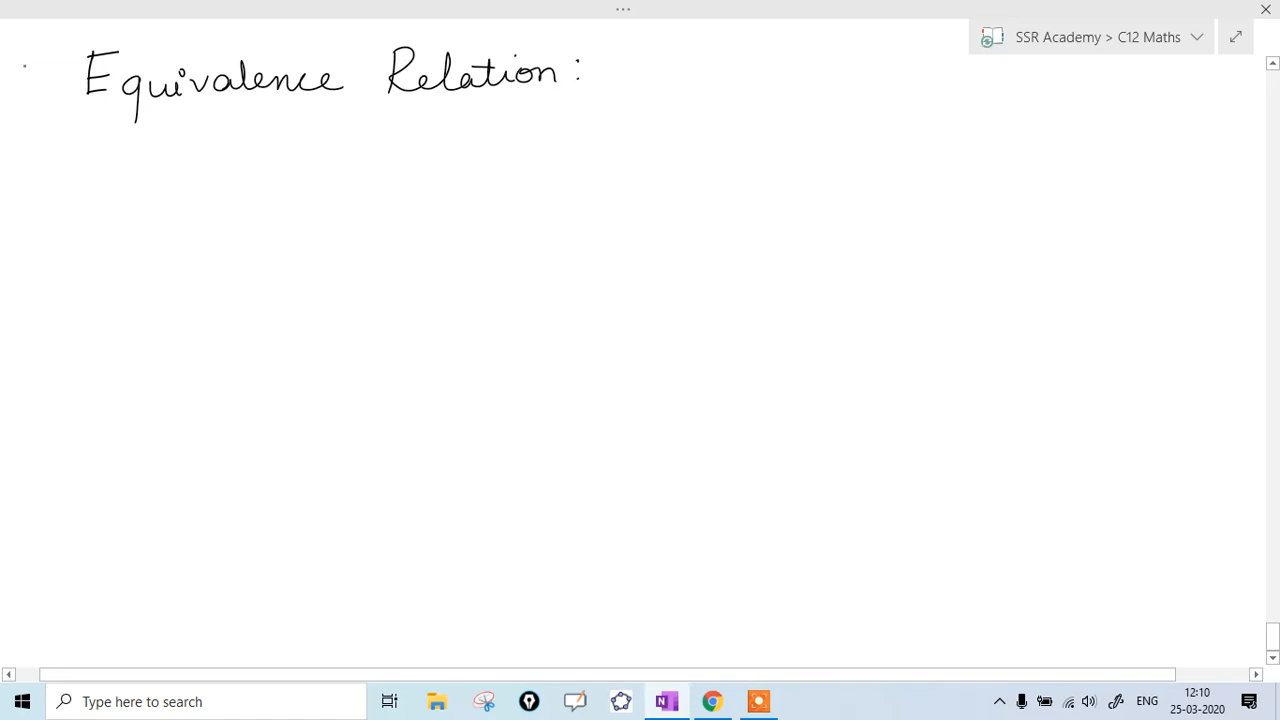 SSR Academy > C12 Maths
Equivalence Relation :
Type here to search
ENG
12:10
25-03-2020